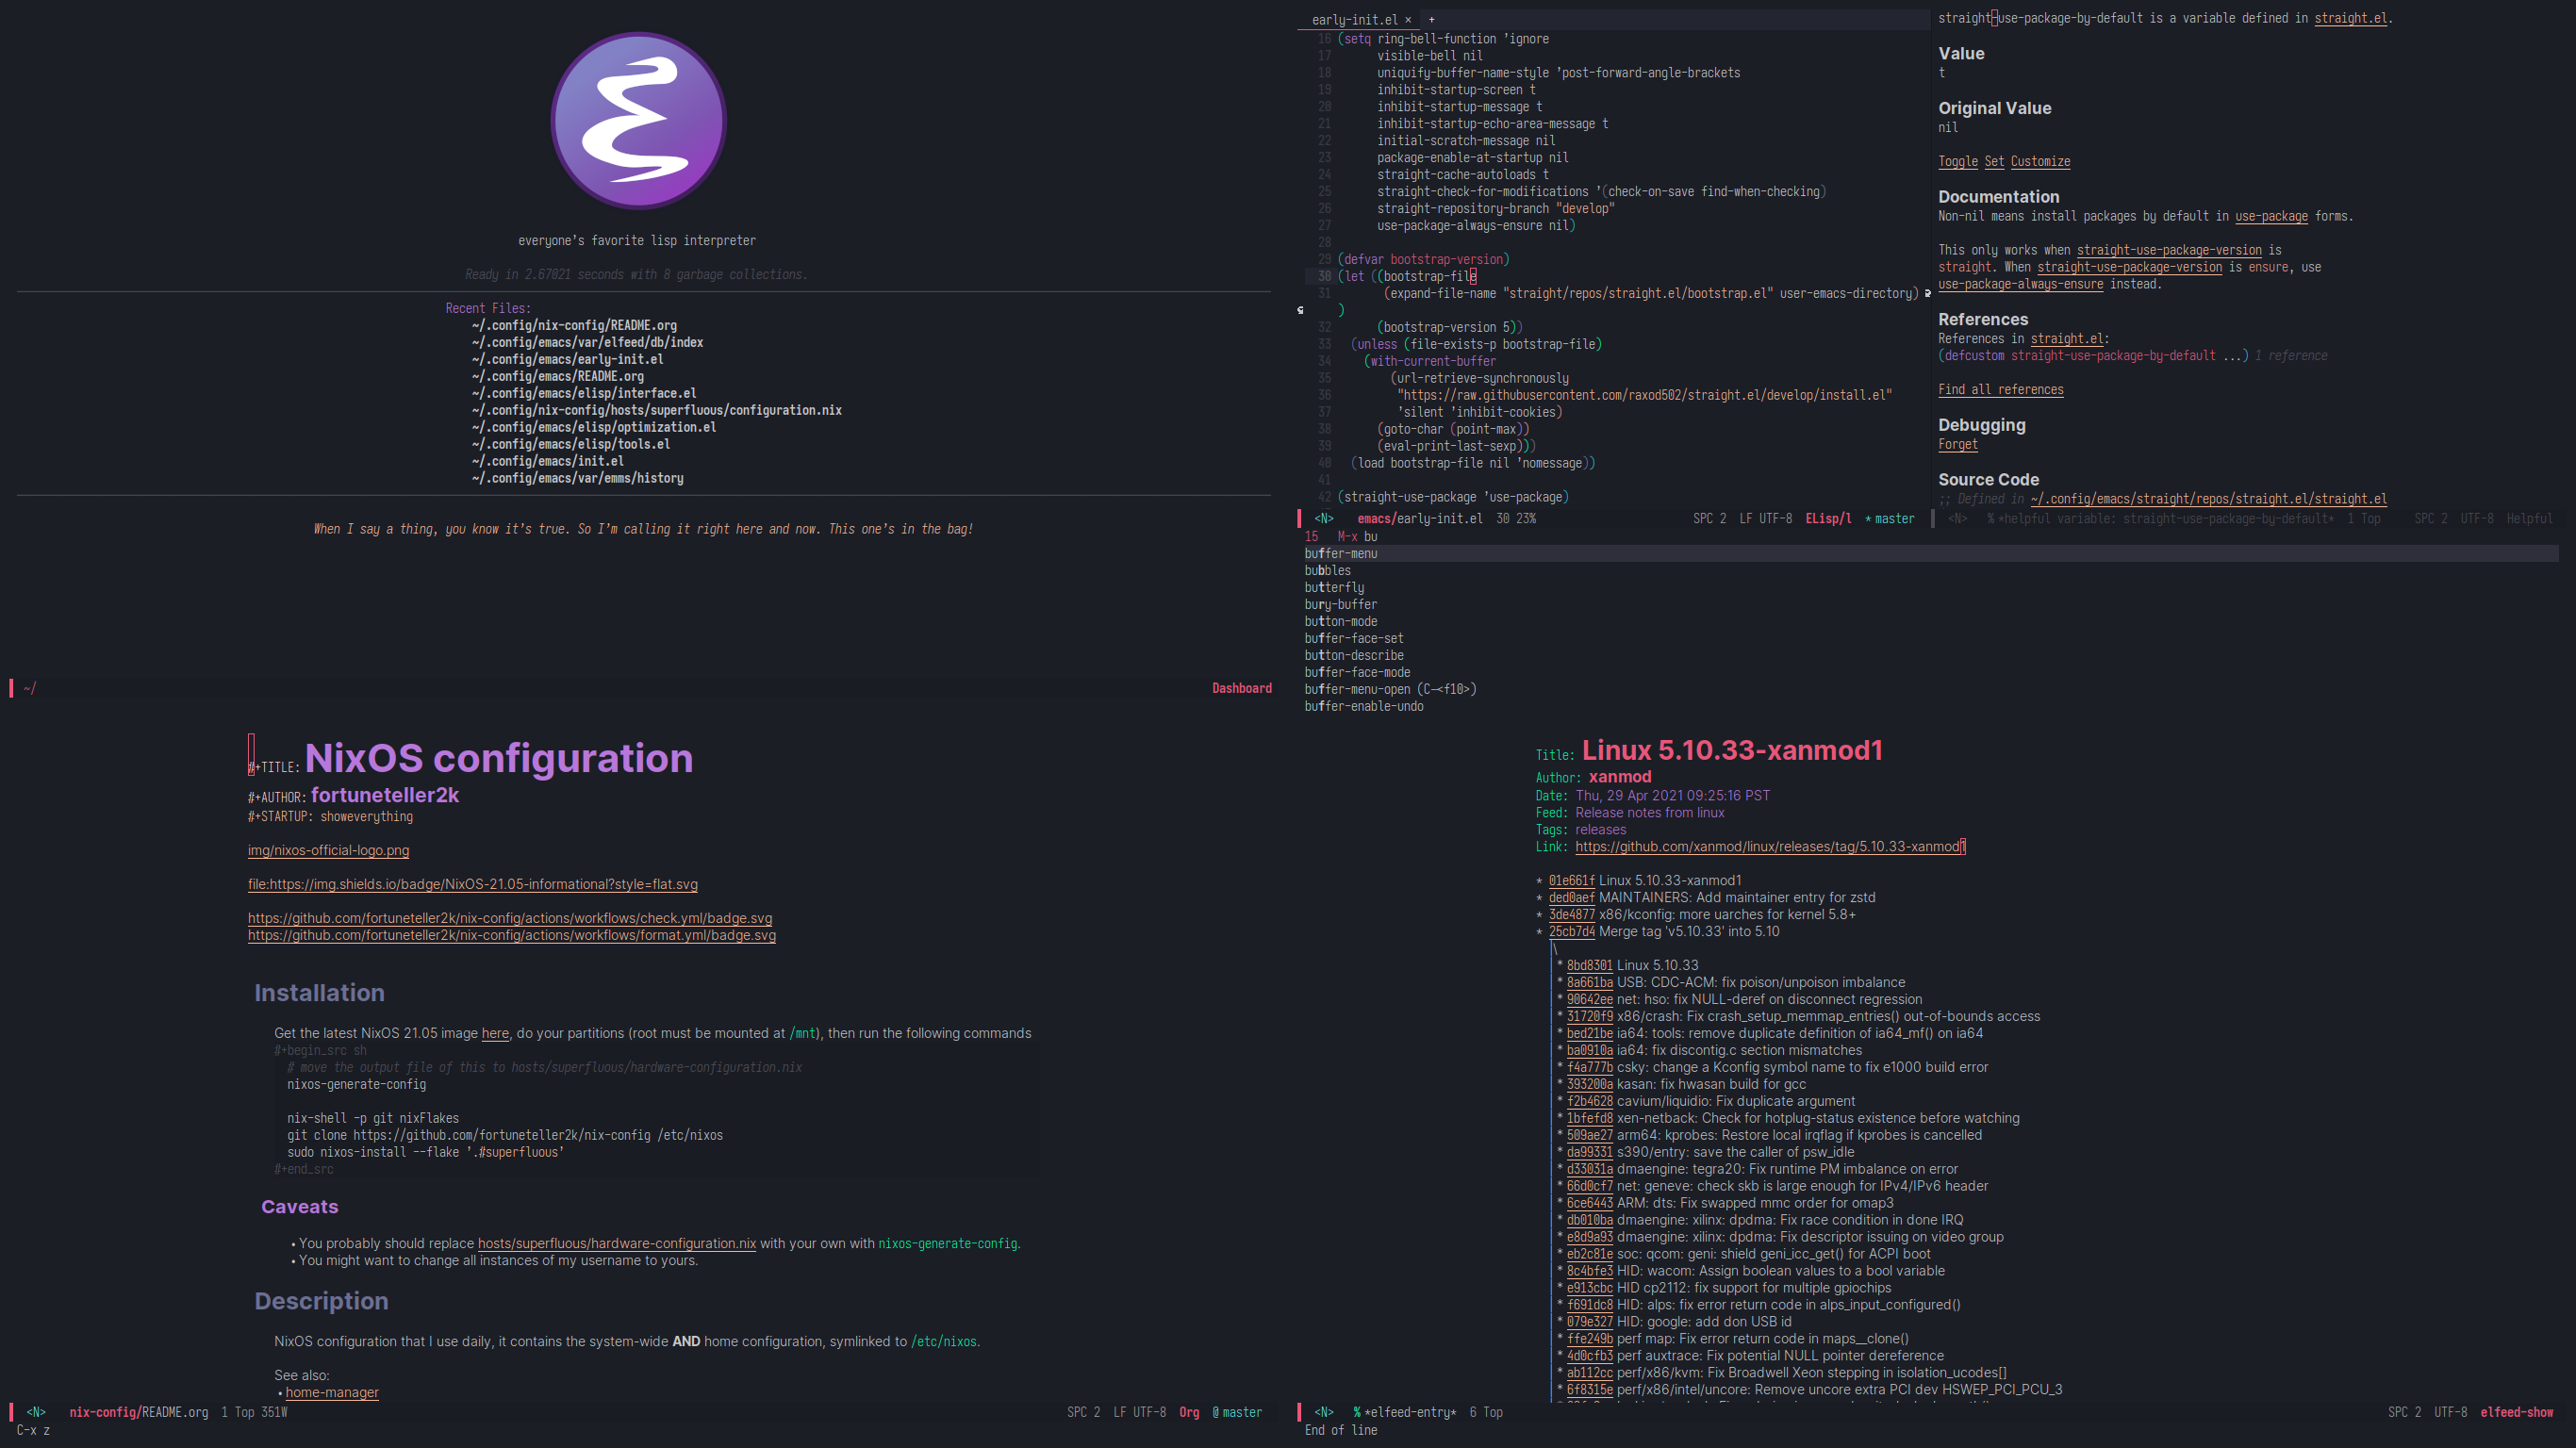 everyone's favorite lisp interpreter
Ready in 2.67021 seconds with 8 garbage collections.
Recent Files:
~/.config/nix-config/README.org
~/.config/emacs/var/elfeed/db/index
~/.config/emacs/early-init.el
~/.config/emacs/README.org
~/.config/emacs/elisp/interface.el
~/.config/nix-config/hosts/superfluous/configuration.nix
~/.config/emacs/elisp/optimization.el
~/.config/emacs/elisp/tools.el
~/.config/emacs/init.el
~/.config/emacs/var/emms/history
When I say a thing, you know it's true. So I'm calling it right here and now. This one's in the bag!
~/ Dashboard
early-init.el × +
16 (setq ring-bell-function 'ignore
17 visible-bell nil
18 uniquify-buffer-name-style 'post-forward-angle-brackets
19 inhibit-startup-screen t
20 inhibit-startup-message t
21 inhibit-startup-echo-area-message t
22 initial-scratch-message nil
23 package-enable-at-startup nil
24 straight-cache-autoloads t
25 straight-check-for-modifications '(check-on-save find-when-checking)
26 straight-repository-branch "develop"
27 use-package-always-ensure nil)
28
29 (defvar bootstrap-version)
30 (let ((bootstrap-file
31 (expand-file-name "straight/repos/straight.el/bootstrap.el" user-emacs-directory)
)
32 (bootstrap-version 5))
33 (unless (file-exists-p bootstrap-file)
34 (with-current-buffer
35 (url-retrieve-synchronously
36 "https://raw.githubusercontent.com/raxod502/straight.el/develop/install.el"
37 'silent 'inhibit-cookies)
38 (goto-char (point-max))
39 (eval-print-last-sexp)))
40 (load bootstrap-file nil 'nomessage))
41
42 (straight-use-package 'use-package)
<N> emacs/early-init.el 30 23% SPC 2 LF UTF-8 ELisp/l * master
straight-use-package-by-default is a variable defined in straight.el.
Value
t
Original Value
nil
Toggle Set Customize
Documentation
Non-nil means install packages by default in use-package forms.
This only works when straight-use-package-version is
straight. When straight-use-package-version is ensure, use
use-package-always-ensure instead.
References
References in straight.el:
(defcustom straight-use-package-by-default ...) 1 reference
Find all references
Debugging
Forget
Source Code
;; Defined in ~/.config/emacs/straight/repos/straight.el/straight.el
<N> % *helpful variable: straight-use-package-by-default* 1 Top SPC 2 UTF-8 Helpful
15 M-x bu
buffer-menu
bubbles
butterfly
bury-buffer
button-mode
buffer-face-set
button-describe
buffer-face-mode
buffer-menu-open (C-<f10>)
buffer-enable-undo
#+TITLE: NixOS configuration
#+AUTHOR: fortuneteller2k
#+STARTUP: showeverything
img/nixos-official-logo.png
file:https://img.shields.io/badge/NixOS-21.05-informational?style=flat.svg
https://github.com/fortuneteller2k/nix-config/actions/workflows/check.yml/badge.svg
https://github.com/fortuneteller2k/nix-config/actions/workflows/format.yml/badge.svg
Installation
Get the latest NixOS 21.05 image here, do your partitions (root must be mounted at /mnt), then run the following commands
#+begin_src sh
# move the output file of this to hosts/superfluous/hardware-configuration.nix
nixos-generate-config
nix-shell -p git nixFlakes
git clone https://github.com/fortuneteller2k/nix-config /etc/nixos
sudo nixos-install --flake '.#superfluous'
#+end_src
Caveats
• You probably should replace hosts/superfluous/hardware-configuration.nix with your own with nixos-generate-config.
• You might want to change all instances of my username to yours.
Description
NixOS configuration that I use daily, it contains the system-wide AND home configuration, symlinked to /etc/nixos.
See also:
• home-manager
<N> nix-config/README.org 1 Top 351W SPC 2 LF UTF-8 Org @ master
C-x z
Title: Linux 5.10.33-xanmod1
Author: xanmod
Date: Thu, 29 Apr 2021 09:25:16 PST
Feed: Release notes from linux
Tags: releases
Link: https://github.com/xanmod/linux/releases/tag/5.10.33-xanmod1
* 01e661f Linux 5.10.33-xanmod1
* ded0aef MAINTAINERS: Add maintainer entry for zstd
* 3de4877 x86/kconfig: more uarches for kernel 5.8+
* 25cb7d4 Merge tag 'v5.10.33' into 5.10
|\
| * 8bd8301 Linux 5.10.33
| * 8a661ba USB: CDC-ACM: fix poison/unpoison imbalance
| * 90642ee net: hso: fix NULL-deref on disconnect regression
| * 31720f9 x86/crash: Fix crash_setup_memmap_entries() out-of-bounds access
| * bed21be ia64: tools: remove duplicate definition of ia64_mf() on ia64
| * ba0910a ia64: fix discontig.c section mismatches
| * f4a777b csky: change a Kconfig symbol name to fix e1000 build error
| * 393200a kasan: fix hwasan build for gcc
| * f2b4628 cavium/liquidio: Fix duplicate argument
| * 1bfefd8 xen-netback: Check for hotplug-status existence before watching
| * 509ae27 arm64: kprobes: Restore local irqflag if kprobes is cancelled
| * da99331 s390/entry: save the caller of psw_idle
| * d33031a dmaengine: tegra20: Fix runtime PM imbalance on error
| * 66d0cf7 net: geneve: check skb is large enough for IPv4/IPv6 header
| * 6ce6443 ARM: dts: Fix swapped mmc order for omap3
| * db010ba dmaengine: xilinx: dpdma: Fix race condition in done IRQ
| * e8d9a93 dmaengine: xilinx: dpdma: Fix descriptor issuing on video group
| * eb2c81e soc: qcom: geni: shield geni_icc_get() for ACPI boot
| * 8c4bfe3 HID: wacom: Assign boolean values to a bool variable
| * e913cbc HID cp2112: fix support for multiple gpiochips
| * f691dc8 HID: alps: fix error return code in alps_input_configured()
| * 079e327 HID: google: add don USB id
| * ffe249b perf map: Fix error return code in maps__clone()
| * 4d0cfb3 perf auxtrace: Fix potential NULL pointer dereference
| * ab112cc perf/x86/kvm: Fix Broadwell Xeon stepping in isolation_ucodes[]
| * 6f8315e perf/x86/intel/uncore: Remove uncore extra PCI dev HSWEP_PCI_PCU_3
<N> % *elfeed-entry* 6 Top SPC 2 UTF-8 elfeed-show
End of line